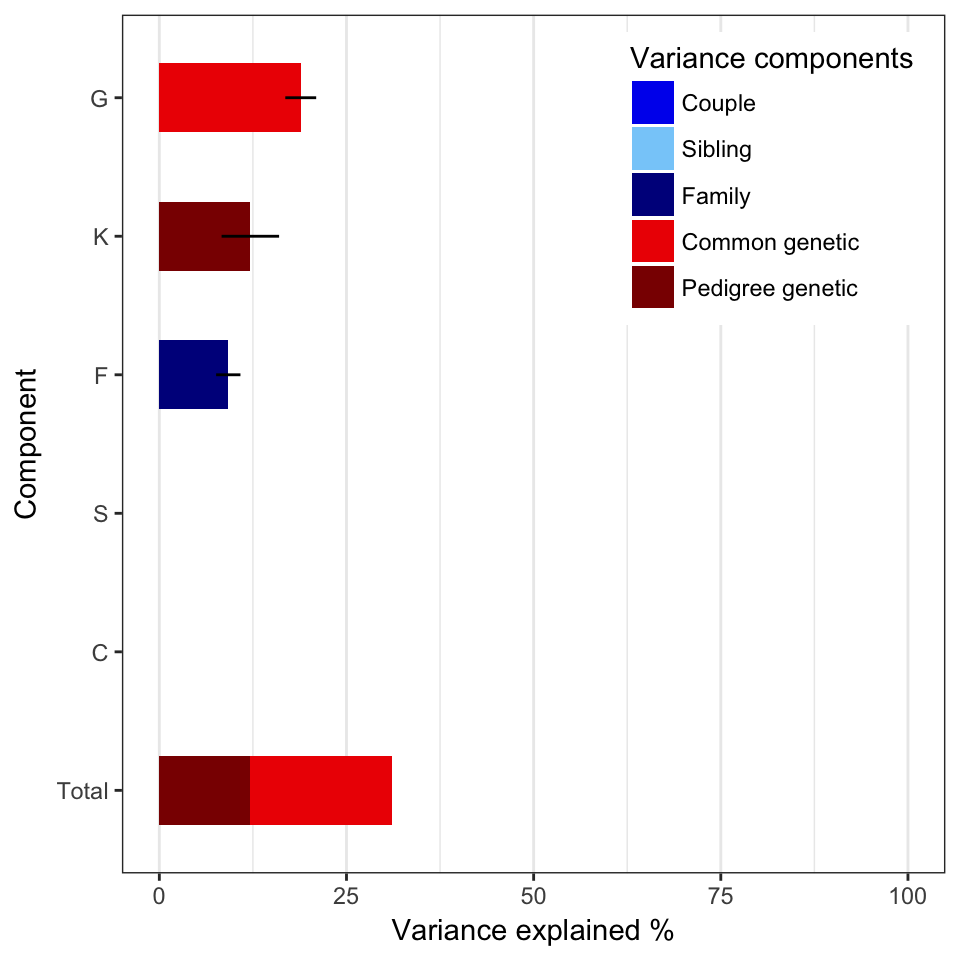 Variance components
Couple
Sibling
Family
Common genetic
Pedigree genetic
Component
G
K
F
S
C
Total
0 25 50 75 100
Variance explained %